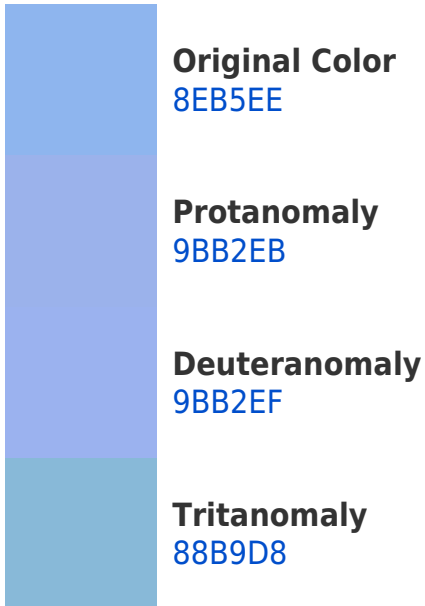 Original Color
8EB5EE
Protanomaly
9BB2EB
Deuteranomaly
9BB2EF
Tritanomaly
88B9D8